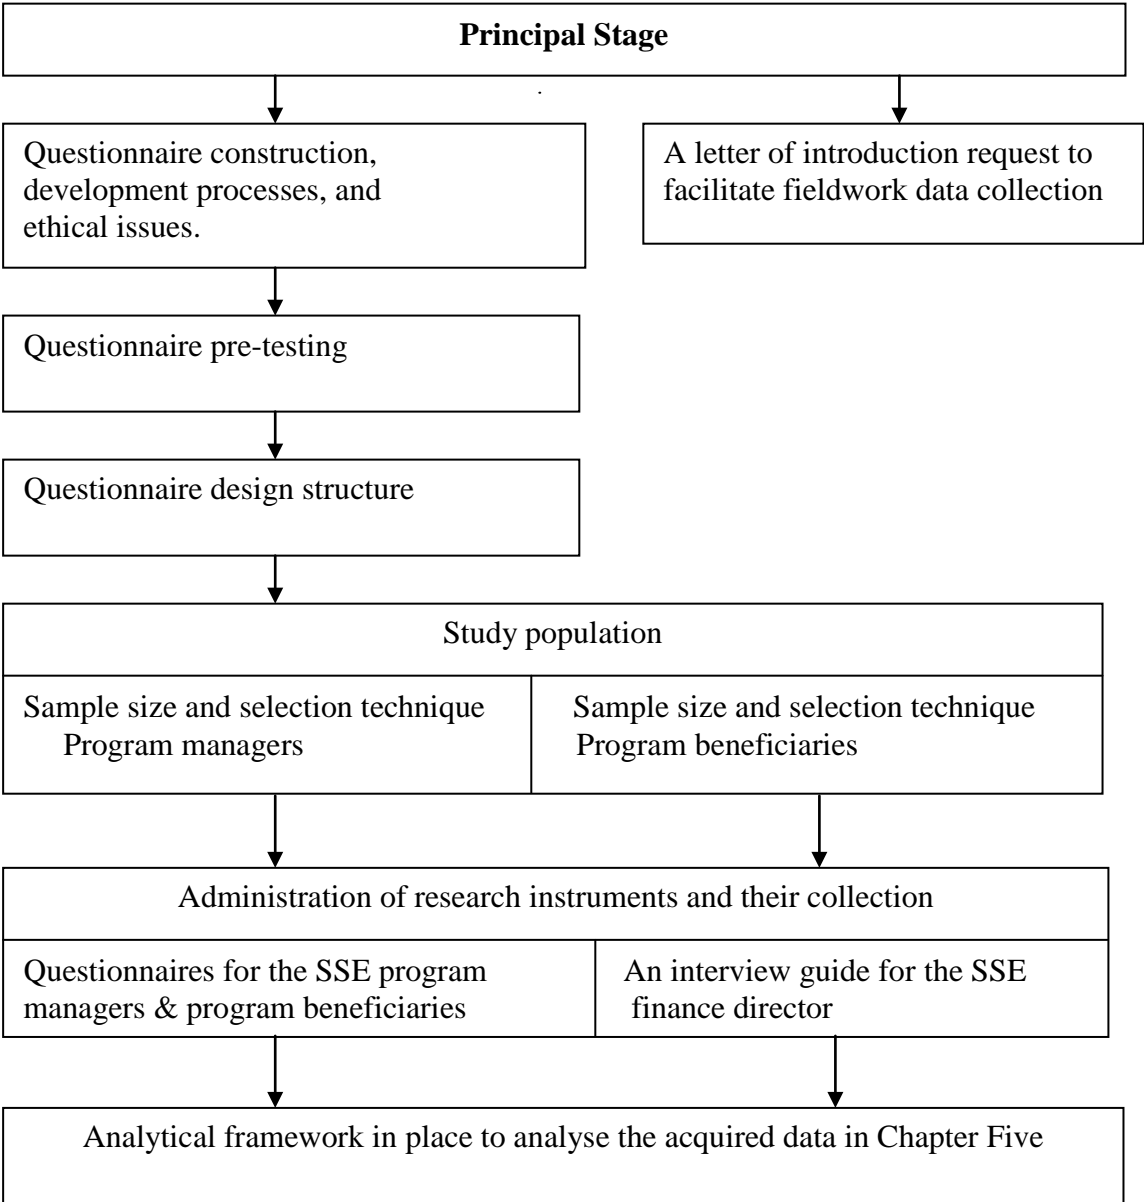 Principal Stage
Questionnaire construction,
development processes, and
ethical issues.
A letter of introduction request to
facilitate fieldwork data collection
Questionnaire pre-testing
Questionnaire design structure
Study population
Sample size and selection technique
Program managers
Sample size and selection technique
Program beneficiaries
Administration of research instruments and their collection
Questionnaires for the SSE program
managers & program beneficiaries
An interview guide for the SSE
finance director
Analytical framework in place to analyse the acquired data in Chapter Five